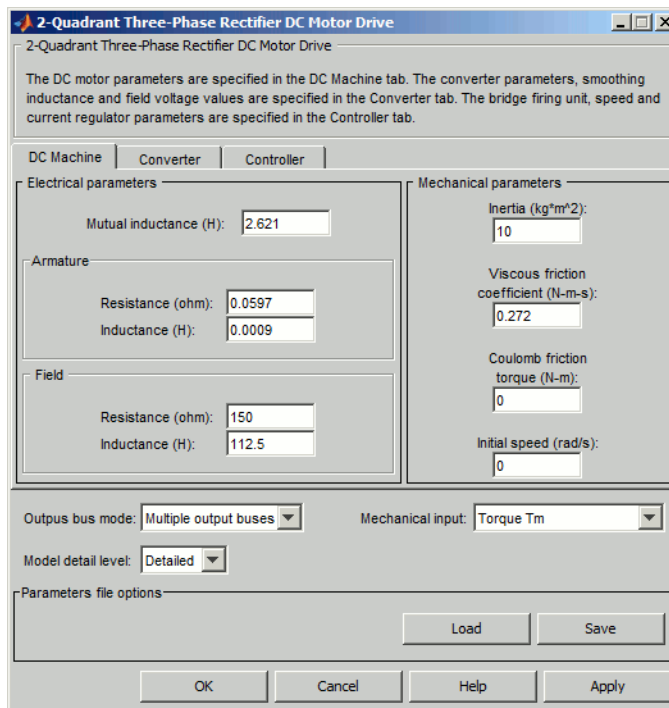 2-Quadrant Three-Phase Rectifier DC Motor Drive
2-Quadrant Three-Phase Rectifier DC Motor Drive
The DC motor parameters are specified in the DC Machine tab. The converter parameters, smoothing
inductance and field voltage values are specified in the Converter tab. The bridge firing unit, speed and
current regulator parameters are specified in the Controller tab.
DC Machine Converter Controller
Electrical parameters
Mutual inductance (H): 2.621
Armature
Resistance (ohm): 0.0597
Inductance (H): 0.0009
Field
Resistance (ohm): 150
Inductance (H): 112.5
Mechanical parameters
Inertia (kg*m^2):
10
Viscous friction
coefficient (N-m-s):
0.272
Coulomb friction
torque (N-m):
0
Initial speed (rad/s):
0
Outpus bus mode: Multiple output buses Mechanical input: Torque Tm
Model detail level: Detailed
Parameters file options
Load Save
OK Cancel Help Apply